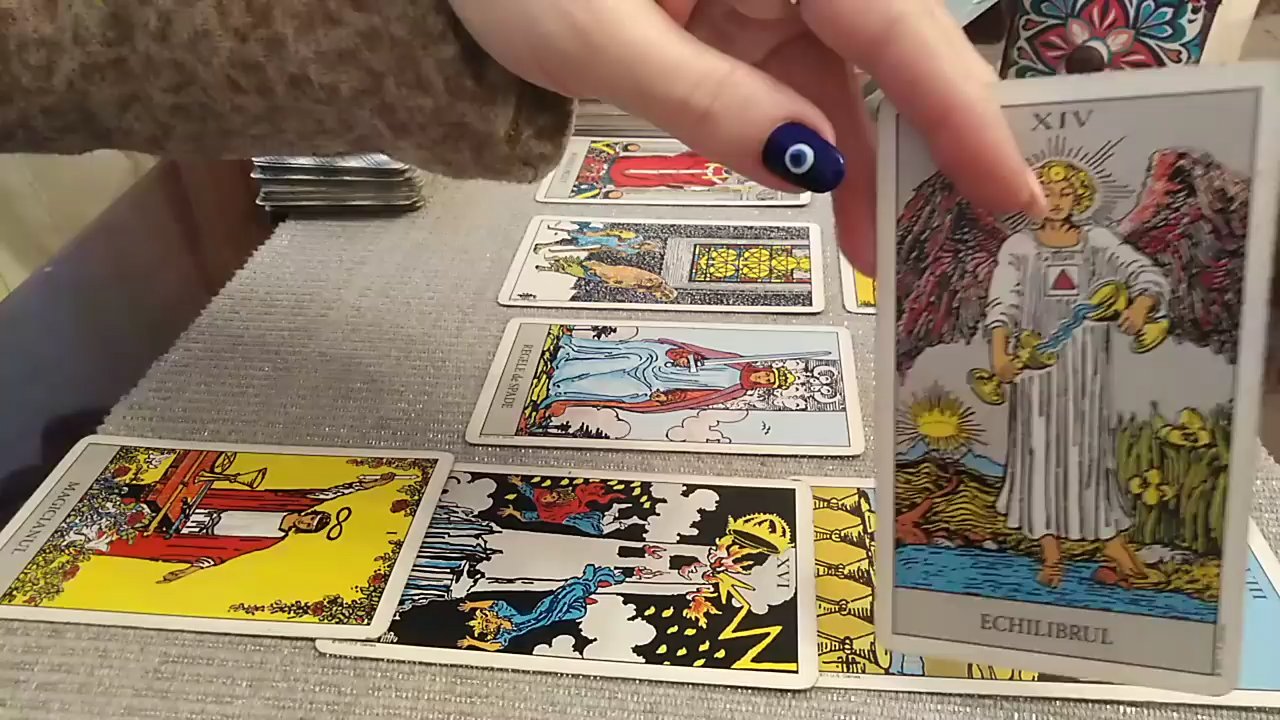 XIV
ECHILIBRUL
REGELE de SPADE
MAGICIANUL
I
XVI